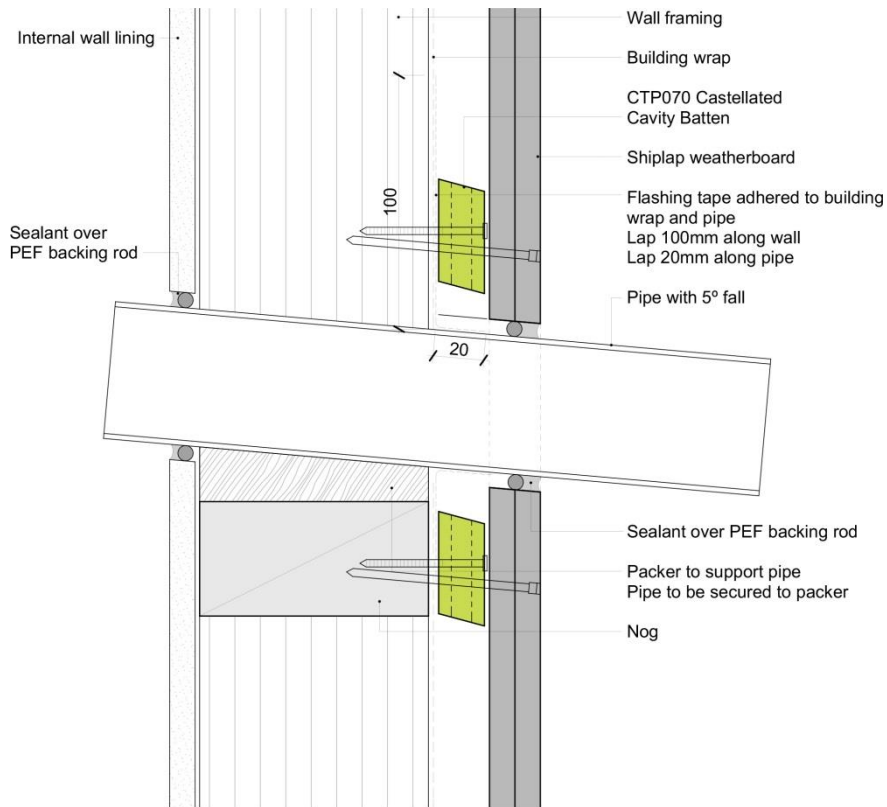 Internal wall lining
Sealant over
PEF backing rod
Wall framing
Building wrap
CTP070 Castellated
Cavity Batten
Shiplap weatherboard
Flashing tape adhered to building
wrap and pipe
Lap 100mm along wall
Lap 20mm along pipe
Pipe with 5º fall
100
20
Sealant over PEF backing rod
Packer to support pipe
Pipe to be secured to packer
Nog